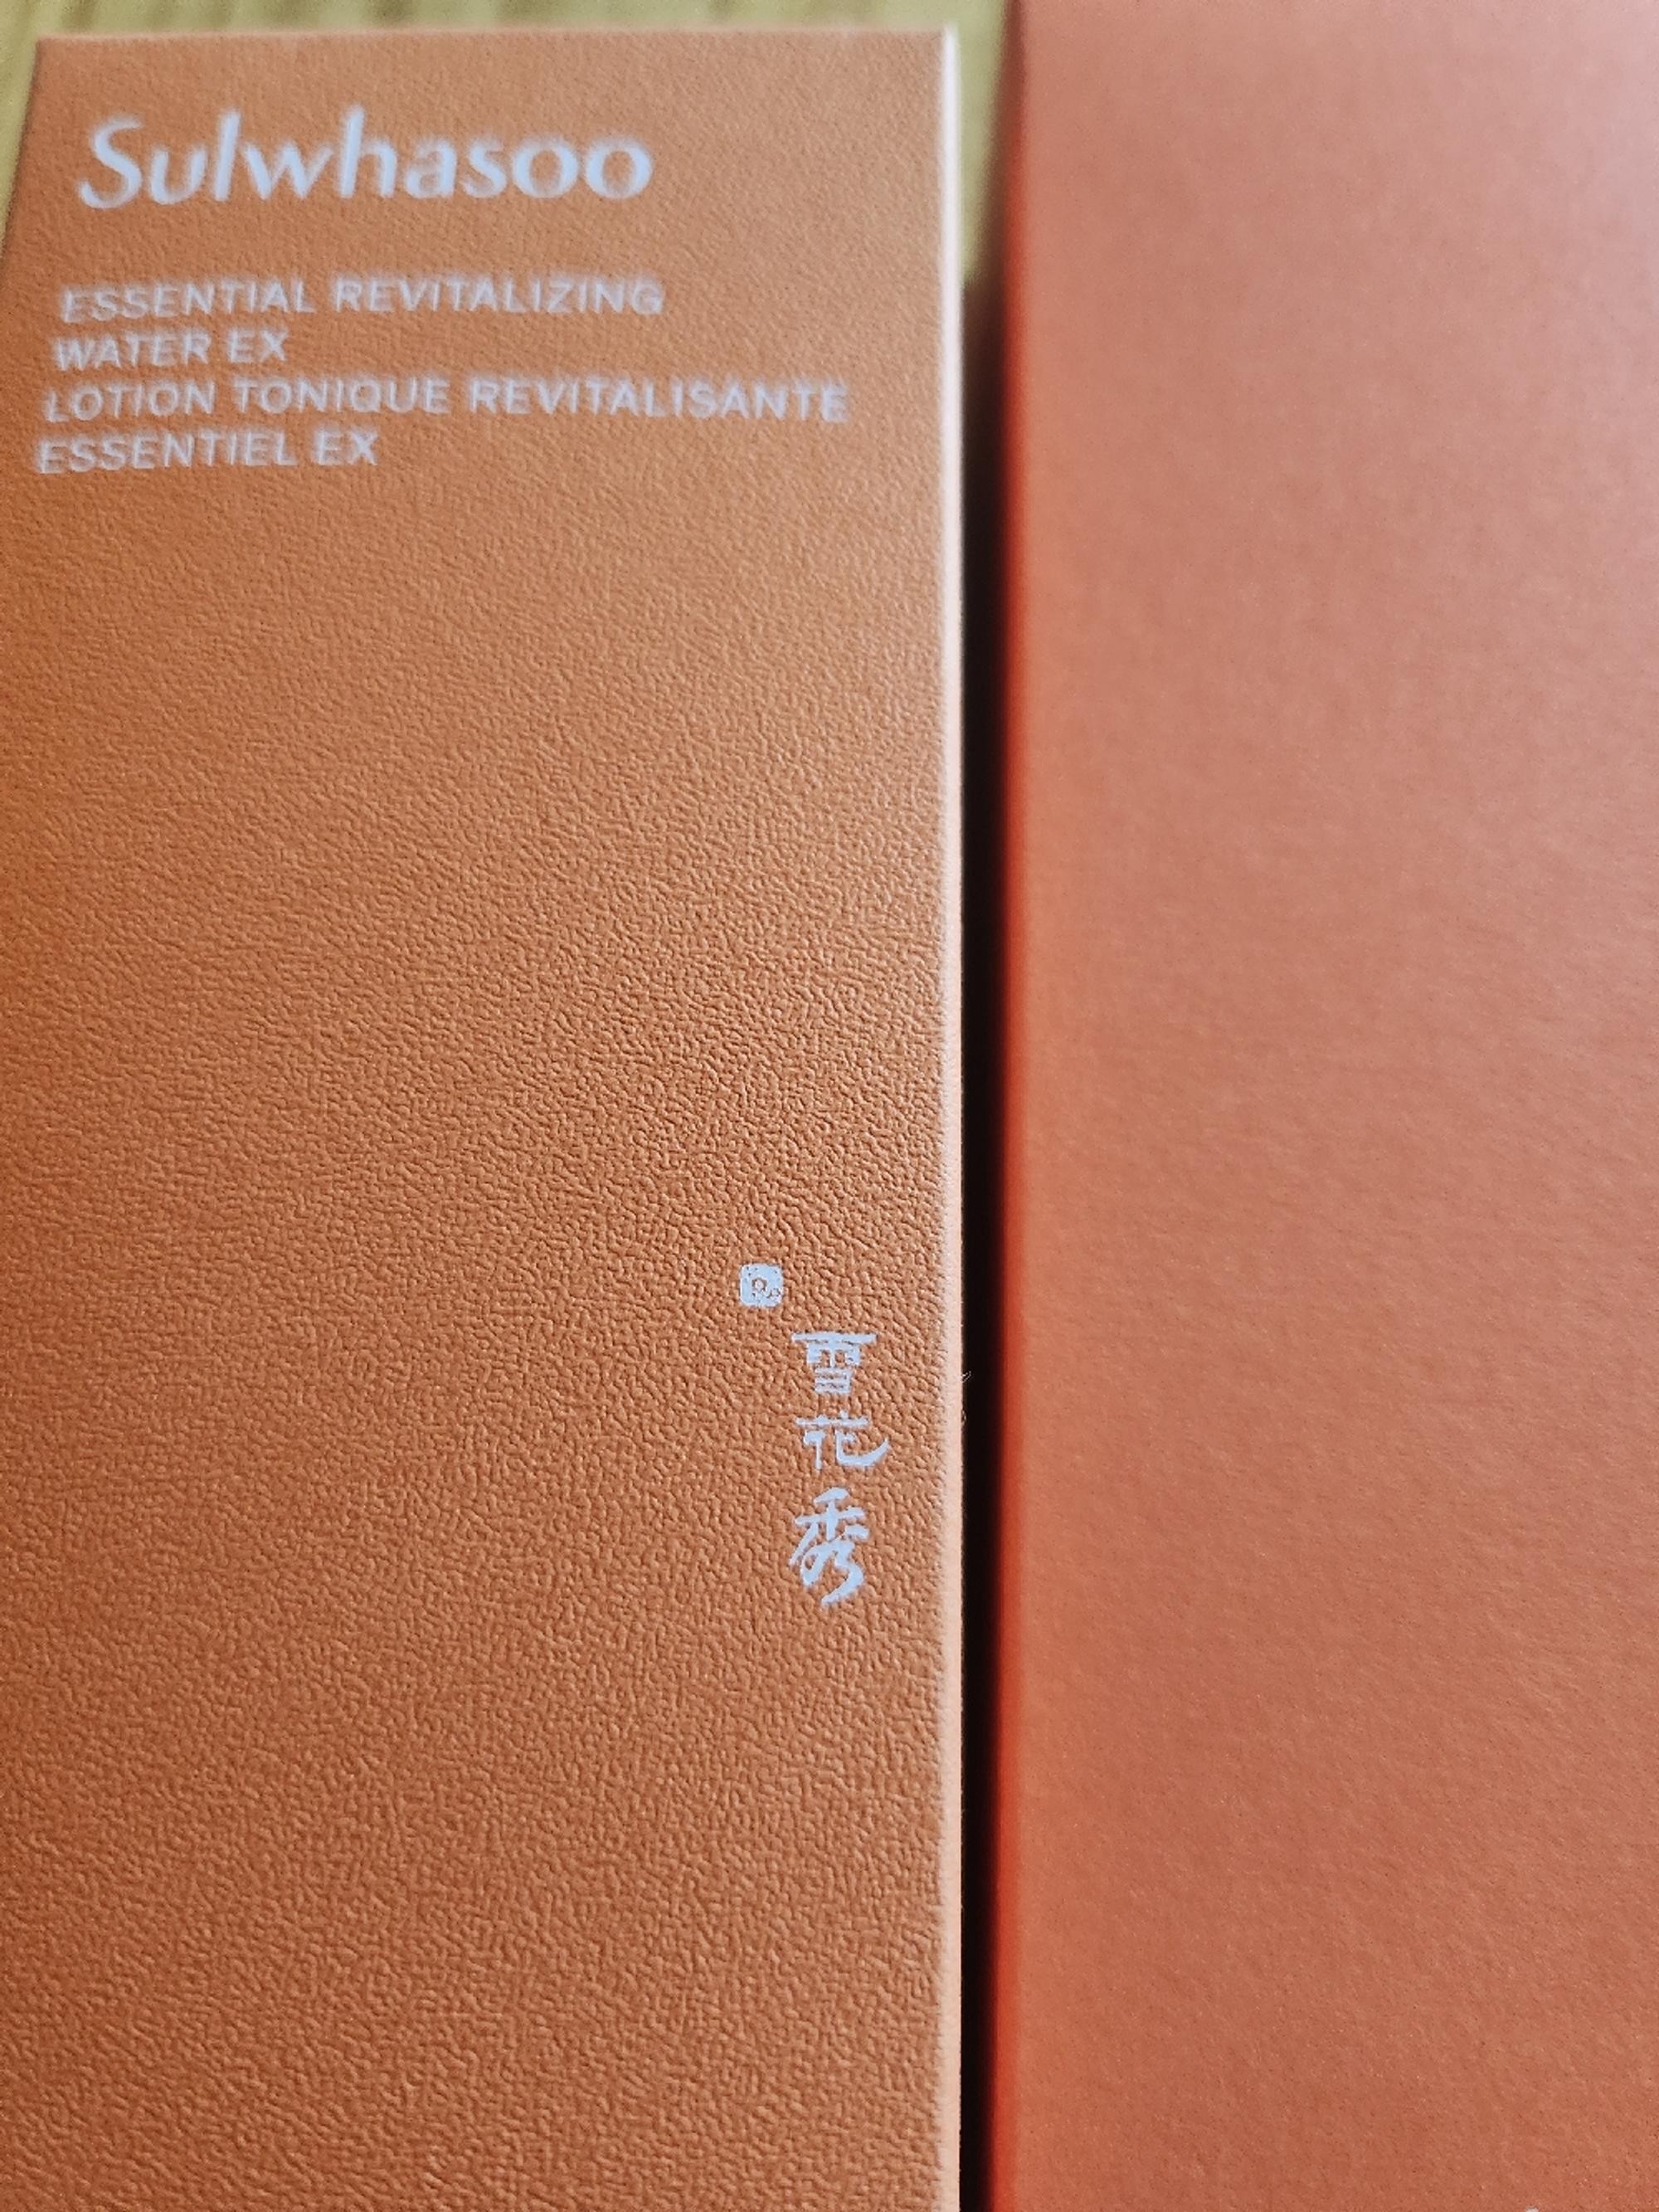 Sulwhasoo
ESSENTIAL REVITALIZING
WATER EX
LOTION TONIQUE REVITALISANTE
ESSENTIEL EX
雪花秀